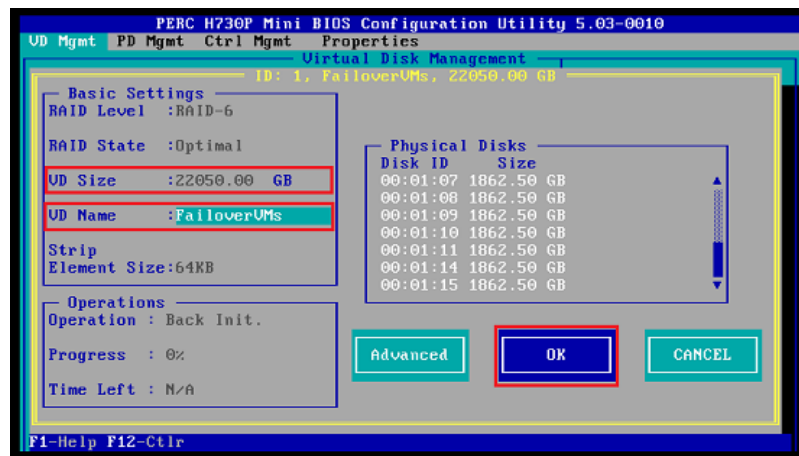 PERC H730P Mini BIOS Configuration Utility 5.03-0010
VD Mgmt PD Mgmt Ctrl Mgmt Properties
Virtual Disk Management
ID: 1, FailoverVMs, 22050.00 GB
Basic Settings
RAID Level :RAID-6
RAID State :Optimal
VD Size :22050.00 GB
VD Name :FailoverVMs
Strip
Element Size:64KB
Physical Disks
Disk ID Size
00:01:07 1862.50 GB
00:01:08 1862.50 GB
00:01:09 1862.50 GB
00:01:10 1862.50 GB
00:01:11 1862.50 GB
00:01:14 1862.50 GB
00:01:15 1862.50 GB
Operations
Operation : Back Init.
Progress : 0%
Time Left : N/A
Advanced OK CANCEL
F1-Help F12-Ctlr